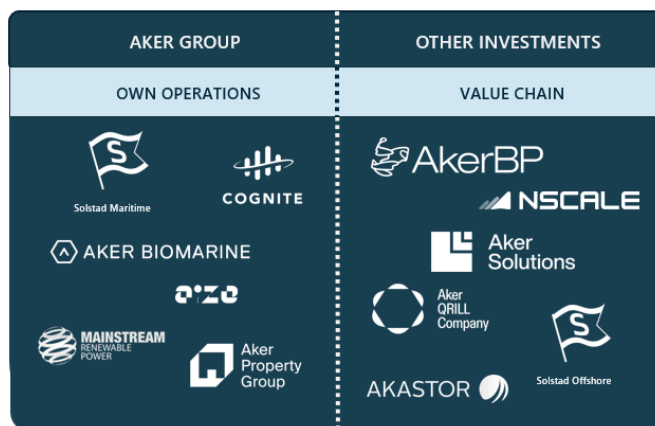 AKER GROUP
OTHER INVESTMENTS
OWN OPERATIONS
VALUE CHAIN
Solstad Maritime
COGNITE
AKER BIOMARINE
aize
MAINSTREAM
RENEWABLE
POWER
Aker
Property
Group
AkerBP
NSCALE
Aker
Solutions
Aker
QRILL
Company
S
Solstad Offshore
AKASTOR